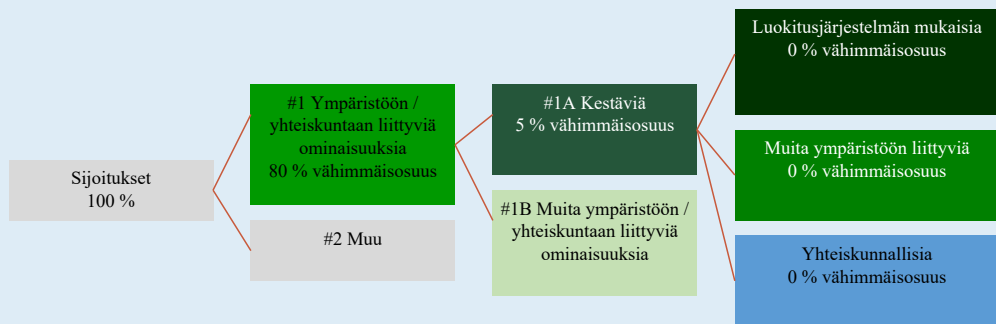 Sijoitukset
100 %
#1 Ympäristöön /
yhteiskuntaan liittyviä
ominaisuuksia
80 % vähimmäisosuus
#2 Muu
#1A Kestäviä
5 % vähimmäisosuus
#1B Muita ympäristöön /
yhteiskuntaan liittyviä
ominaisuuksia
Luokitusjärjestelmän mukaisia
0 % vähimmäisosuus
Muita ympäristöön liittyviä
0 % vähimmäisosuus
Yhteiskunnallisia
0 % vähimmäisosuus